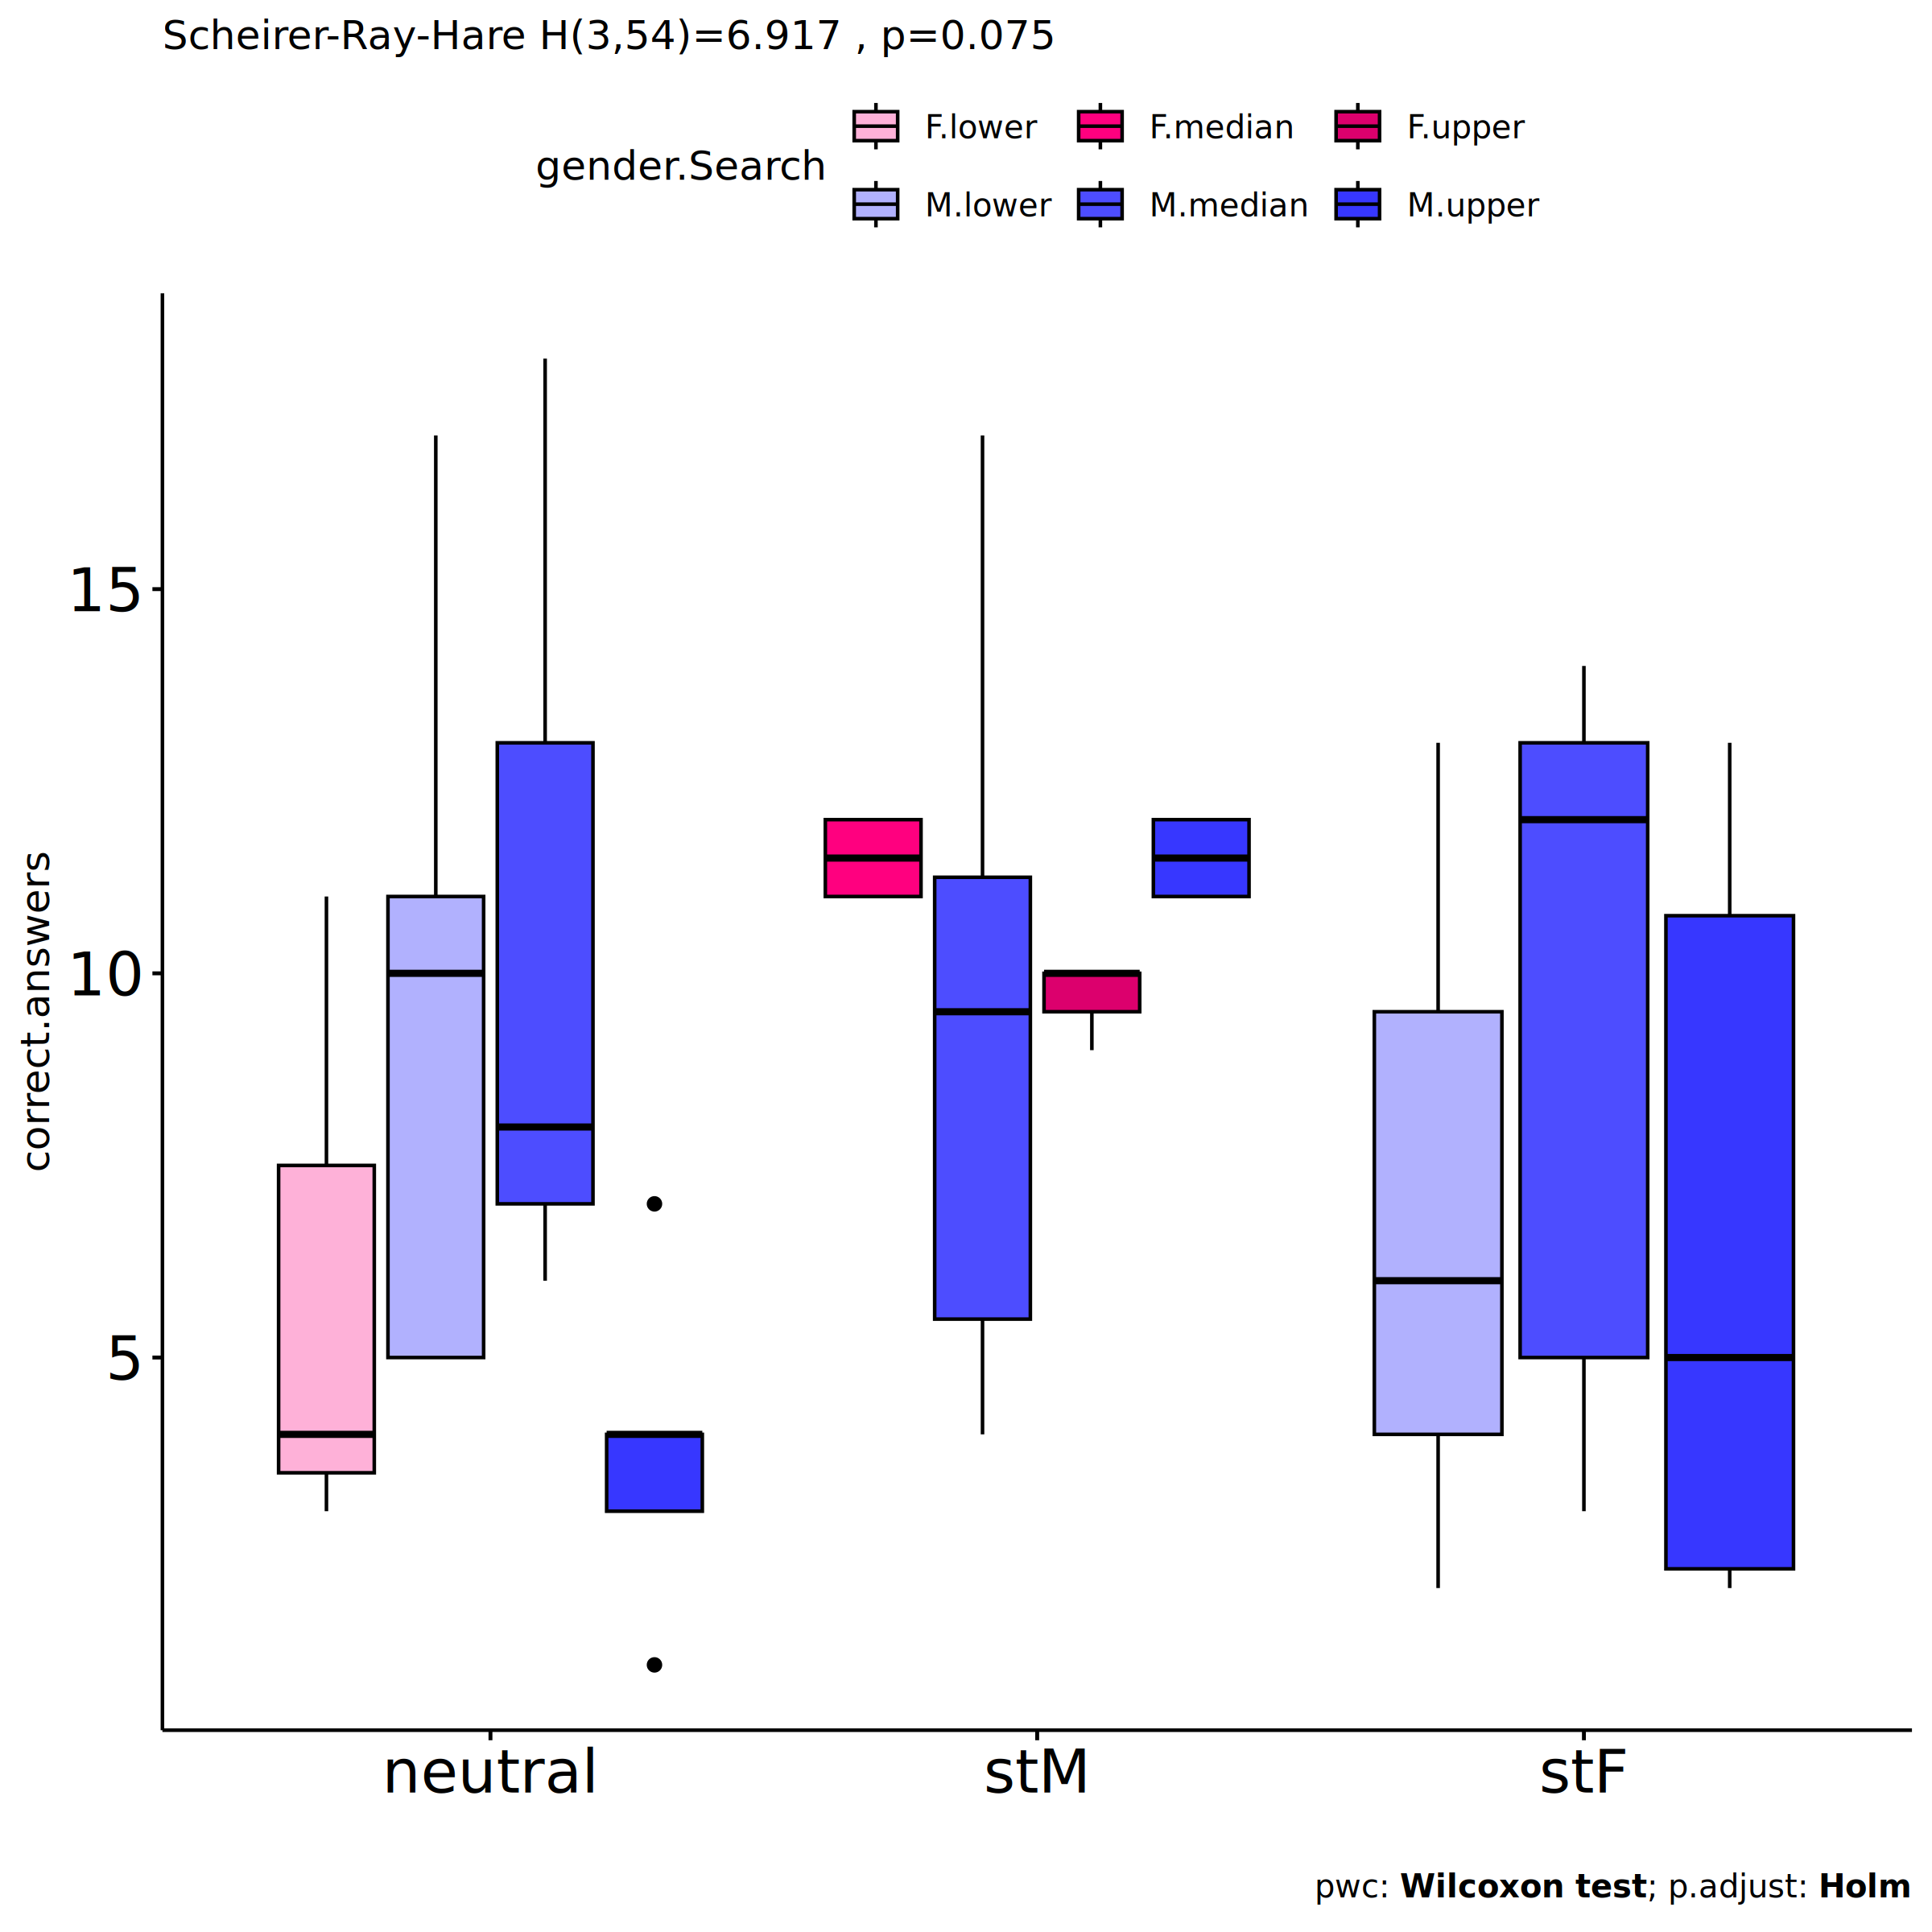 Scheirer-Ray-Hare H(3,54)=6.917 , p=0.075
gender.Search
F.lower
F.median
F.upper
M.lower
M.median
M.upper
correct.answers
15
10
5
neutral
stM
stF
pwc: Wilcoxon test; p.adjust: Holm